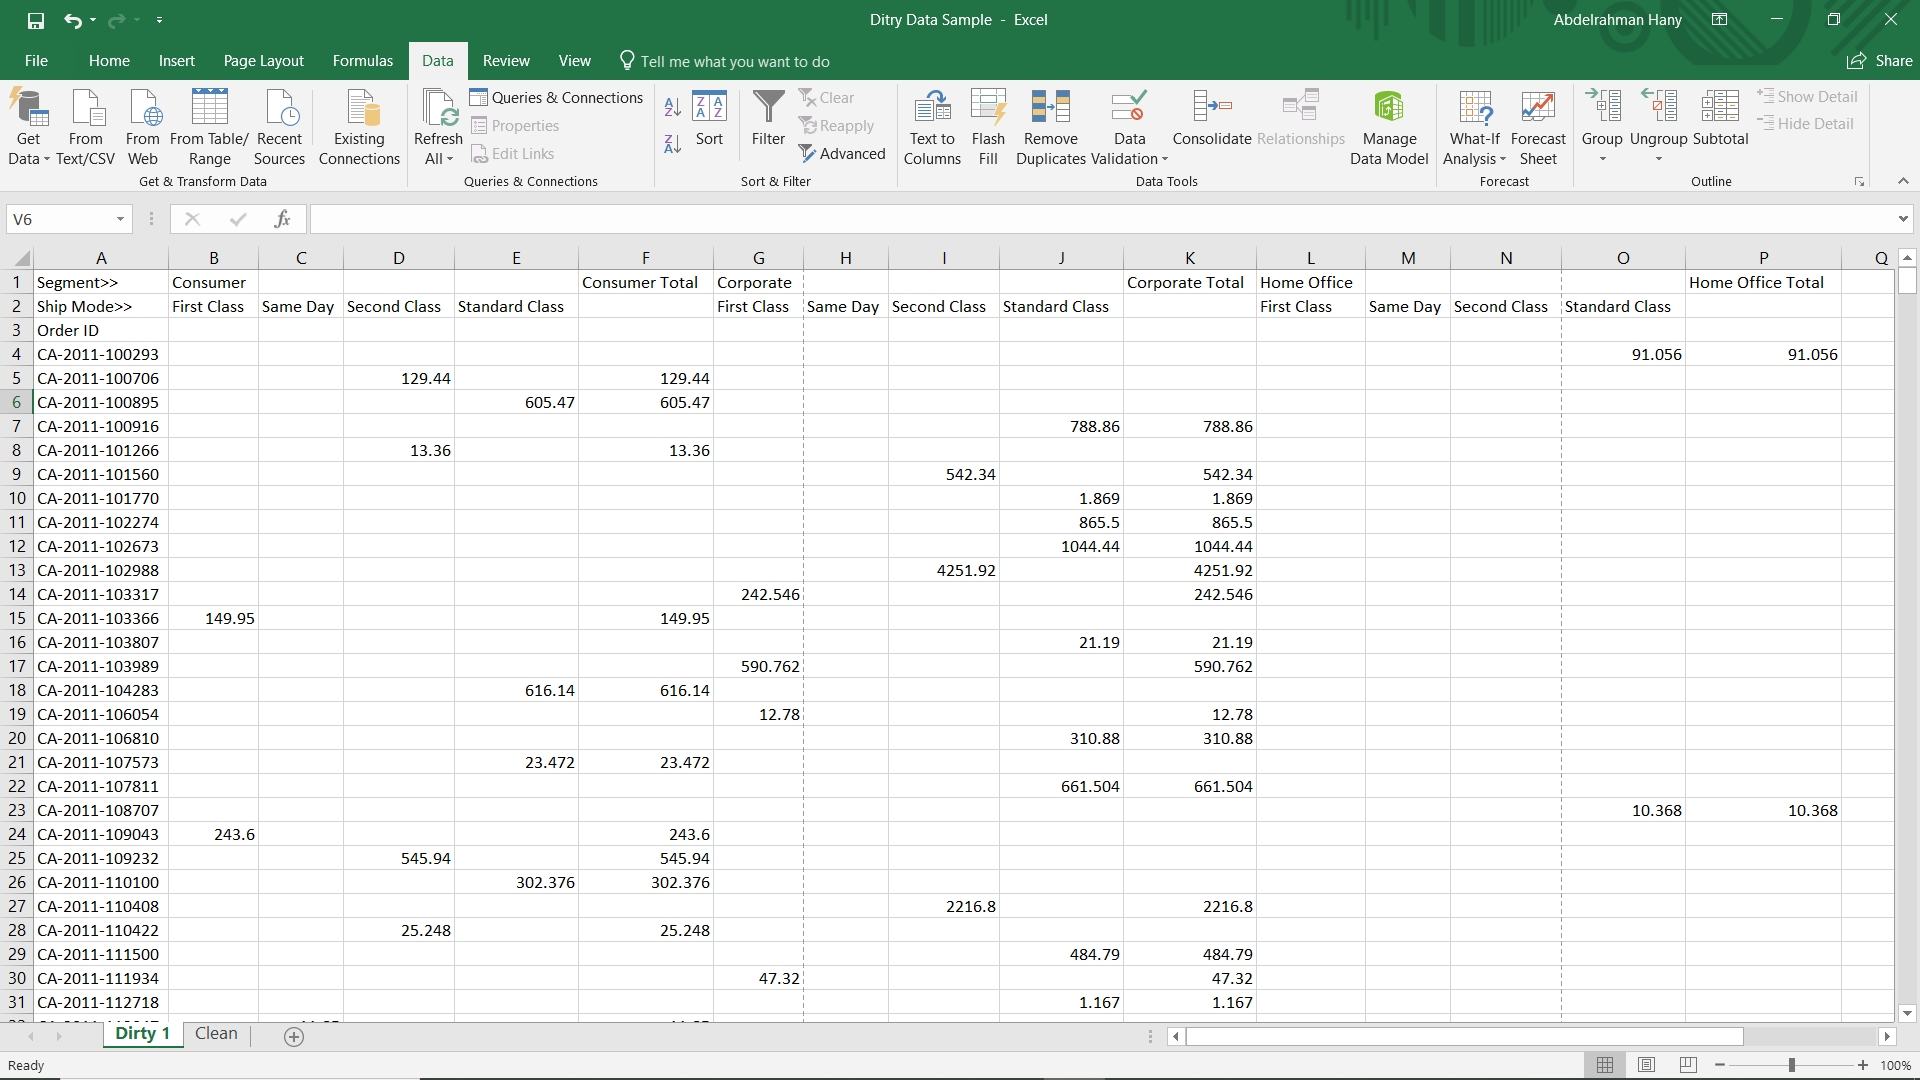 Ditry Data Sample - Excel
Abdelrahman Hany
File Home Insert Page Layout Formulas Data Review View Tell me what you want to do Share
Get Data From Text/CSV From Web From Table/ Range Recent Sources Existing Connections
Get & Transform Data
Refresh All Queries & Connections Properties Edit Links
Queries & Connections
Sort Filter Clear Reapply Advanced
Sort & Filter
Text to Columns Flash Fill Remove Duplicates Data Validation Consolidate Relationships Manage Data Model
Data Tools
What-If Analysis Forecast Sheet
Forecast
Group Ungroup Subtotal Show Detail Hide Detail
Outline
V6 fx
A B C D E F G H I J K L M N O P Q
1 Segment>> Consumer Consumer Total Corporate Corporate Total Home Office Home Office Total
2 Ship Mode>> First Class Same Day Second Class Standard Class First Class Same Day Second Class Standard Class First Class Same Day Second Class Standard Class
3 Order ID
4 CA-2011-100293 91.056 91.056
5 CA-2011-100706 129.44 129.44
6 CA-2011-100895 605.47 605.47
7 CA-2011-100916 788.86 788.86
8 CA-2011-101266 13.36 13.36
9 CA-2011-101560 542.34 542.34
10 CA-2011-101770 1.869 1.869
11 CA-2011-102274 865.5 865.5
12 CA-2011-102673 1044.44 1044.44
13 CA-2011-102988 4251.92 4251.92
14 CA-2011-103317 242.546 242.546
15 CA-2011-103366 149.95 149.95
16 CA-2011-103807 21.19 21.19
17 CA-2011-103989 590.762 590.762
18 CA-2011-104283 616.14 616.14
19 CA-2011-106054 12.78 12.78
20 CA-2011-106810 310.88 310.88
21 CA-2011-107573 23.472 23.472
22 CA-2011-107811 661.504 661.504
23 CA-2011-108707 10.368 10.368
24 CA-2011-109043 243.6 243.6
25 CA-2011-109232 545.94 545.94
26 CA-2011-110100 302.376 302.376
27 CA-2011-110408 2216.8 2216.8
28 CA-2011-110422 25.248 25.248
29 CA-2011-111500 484.79 484.79
30 CA-2011-111934 47.32 47.32
31 CA-2011-112718 1.167 1.167
Dirty 1 Clean
Ready 100%